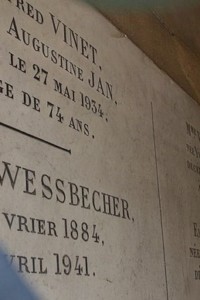 RED VINET.
AUGUSTINE JAN,
LE 27 MAI 1934.
GE DE 74 ANS.
WESSBECHER,
VRIER 1884,
VRIL 1941.